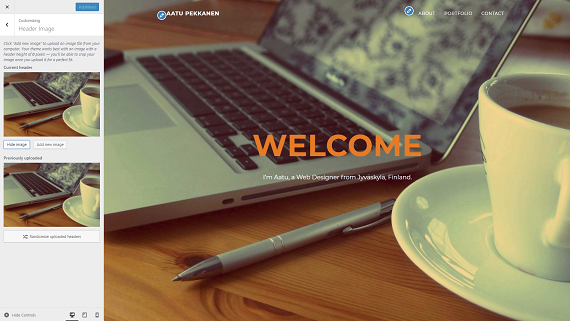 Published
Customizing
Header Image
Click "Add new image" to upload an image file from your
computer. Your theme works best with an image with a
header height of pixels — you'll be able to crop your
image once you upload it for a perfect fit.
Current header
Hide image
Add new image
Previously uploaded
Randomize uploaded headers
Hide Controls
AATU PEKKANEN
ABOUT
PORTFOLIO
CONTACT
WELCOME
I'm Aatu, a Web Designer from Jyvaskyla, Finland.